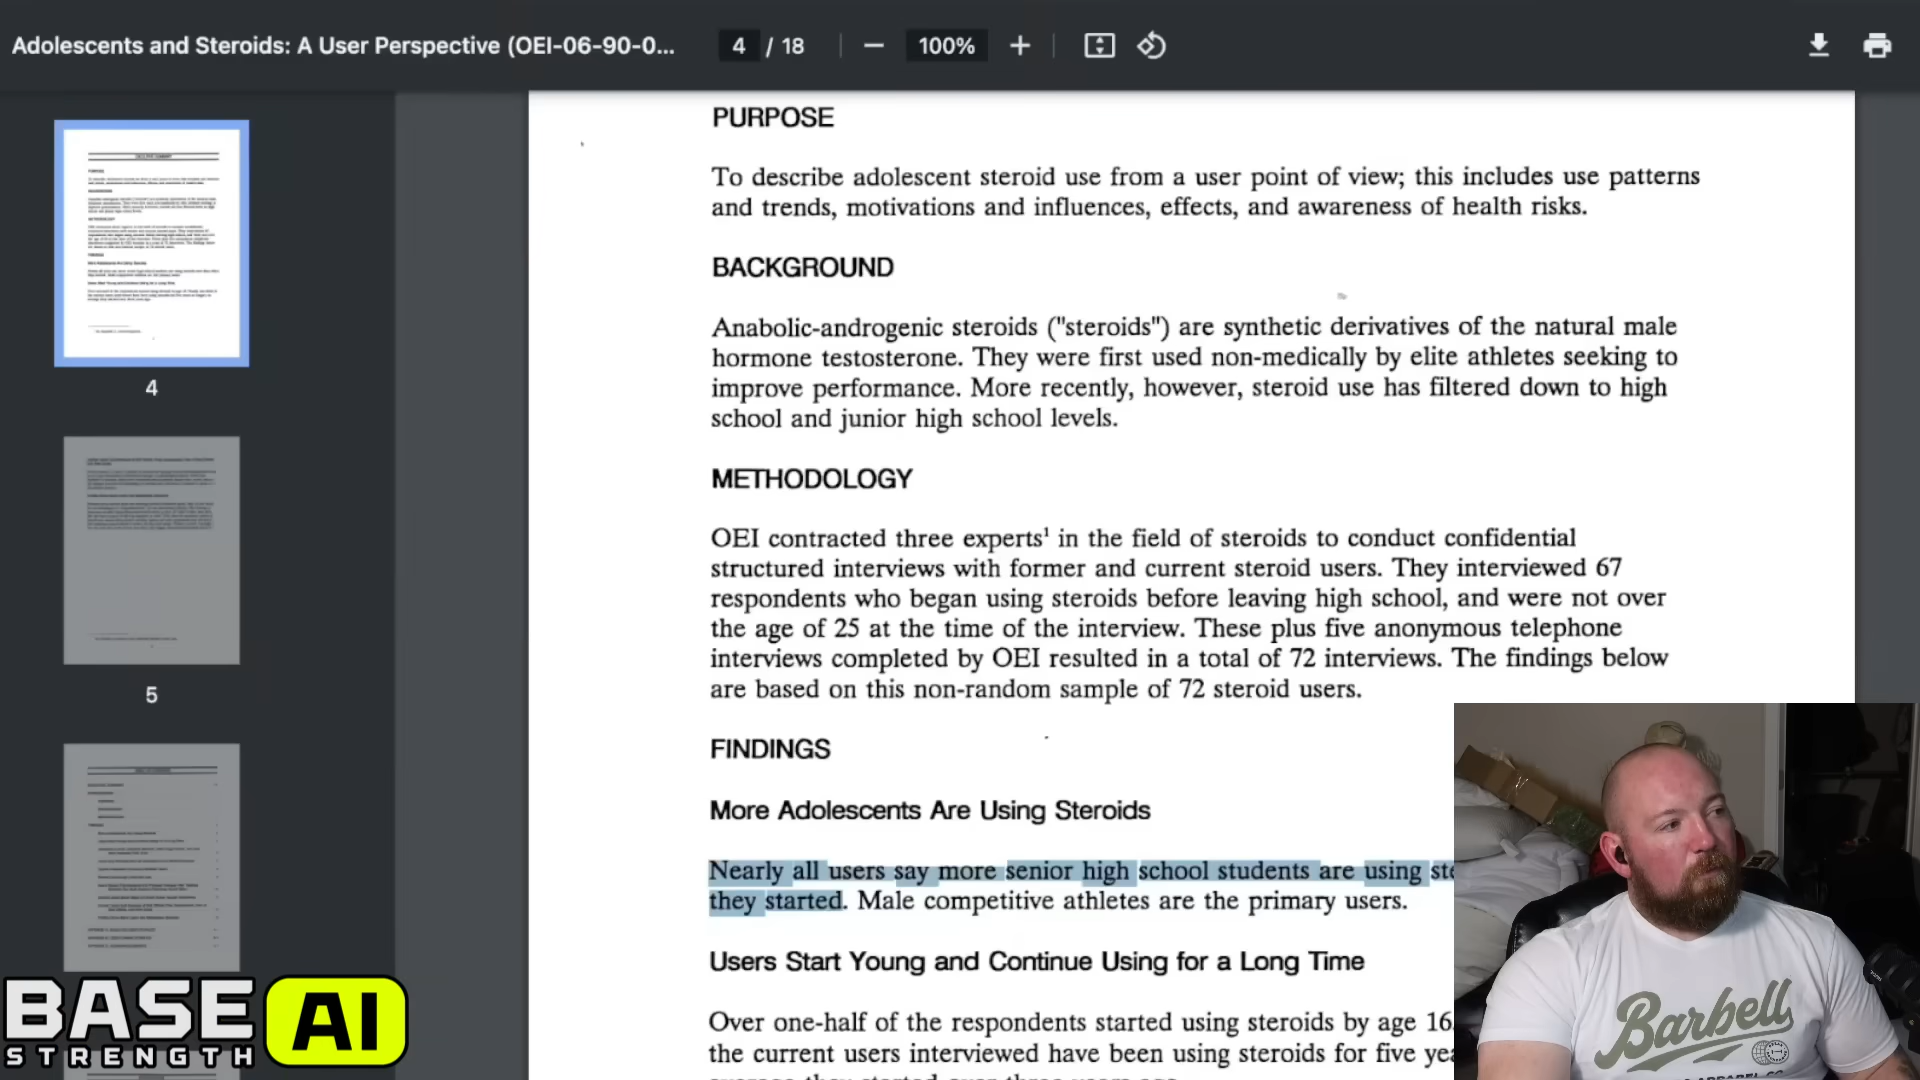 Adolescents and Steroids: A User Perspective (OEI-06-90-0...
4 / 18
100%
4
5
PURPOSE
To describe adolescent steroid use from a user point of view; this includes use patterns
and trends, motivations and influences, effects, and awareness of health risks.
BACKGROUND
Anabolic-androgenic steroids ("steroids") are synthetic derivatives of the natural male
hormone testosterone. They were first used non-medically by elite athletes seeking to
improve performance. More recently, however, steroid use has filtered down to high
school and junior high school levels.
METHODOLOGY
OEI contracted three experts¹ in the field of steroids to conduct confidential
structured interviews with former and current steroid users. They interviewed 67
respondents who began using steroids before leaving high school, and were not over
the age of 25 at the time of the interview. These plus five anonymous telephone
interviews completed by OEI resulted in a total of 72 interviews. The findings below
are based on this non-random sample of 72 steroid users.
FINDINGS
More Adolescents Are Using Steroids
Nearly all users say more senior high school students are using ste
they started. Male competitive athletes are the primary users.
Users Start Young and Continue Using for a Long Time
Over one-half of the respondents started using steroids by age 16
the current users interviewed have been using steroids for five yea
BASE
STRENGTH
AI
Barbell